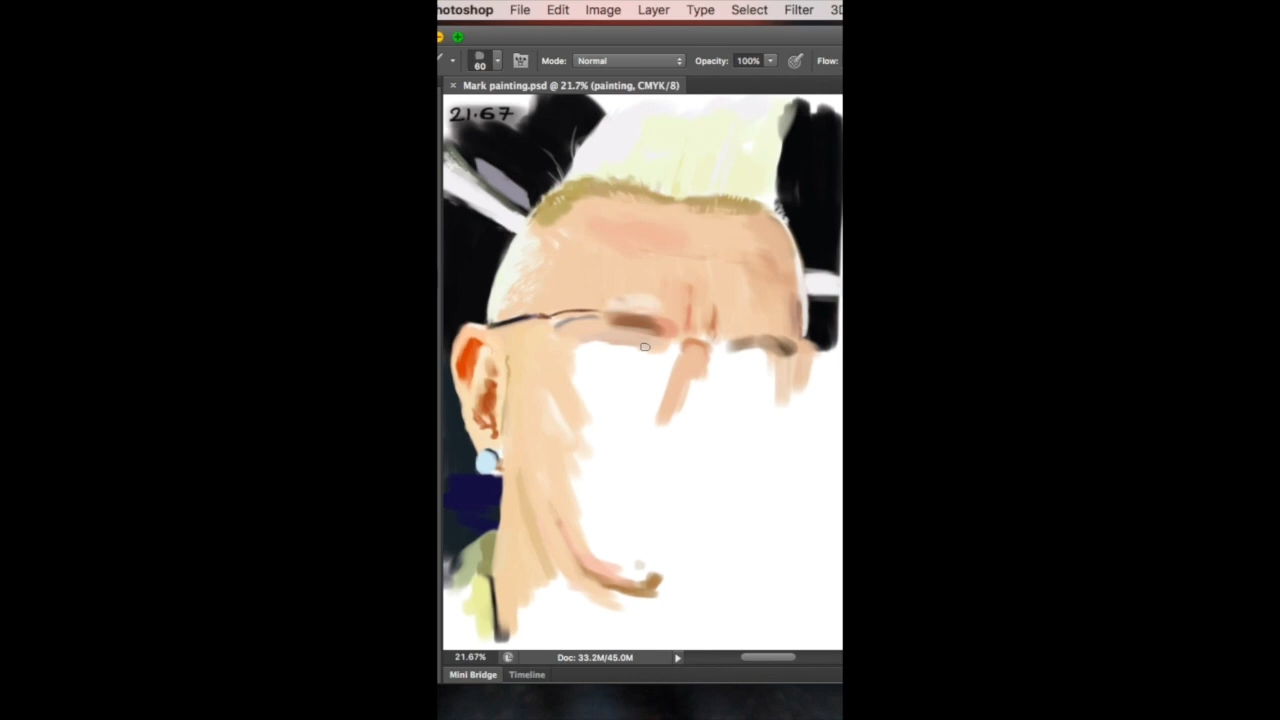 hotoshop File Edit Image Layer Type Select Filter 3D
60 Mode: Normal Opacity: 100% Flow:
× Mark painting.psd @ 21.7% (painting, CMYK/8)
21.67
21.67% Doc: 33.2M/45.0M
Mini Bridge Timeline